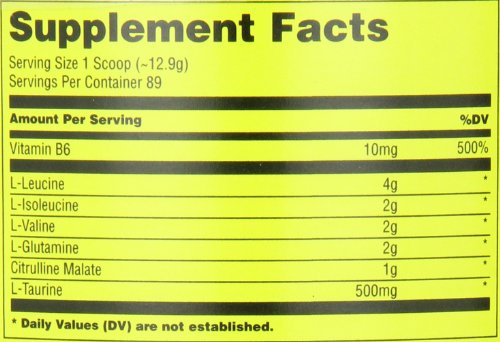 Supplement Facts
Serving Size 1 Scoop (~12.9g)
Servings Per Container 89
Amount Per Serving %DV
Vitamin B6 10mg 500%
L-Leucine 4g *
L-Isoleucine 2g *
L-Valine 2g *
L-Glutamine 2g *
Citrulline Malate 1g *
L-Taurine 500mg *
* Daily Values (DV) are not established.